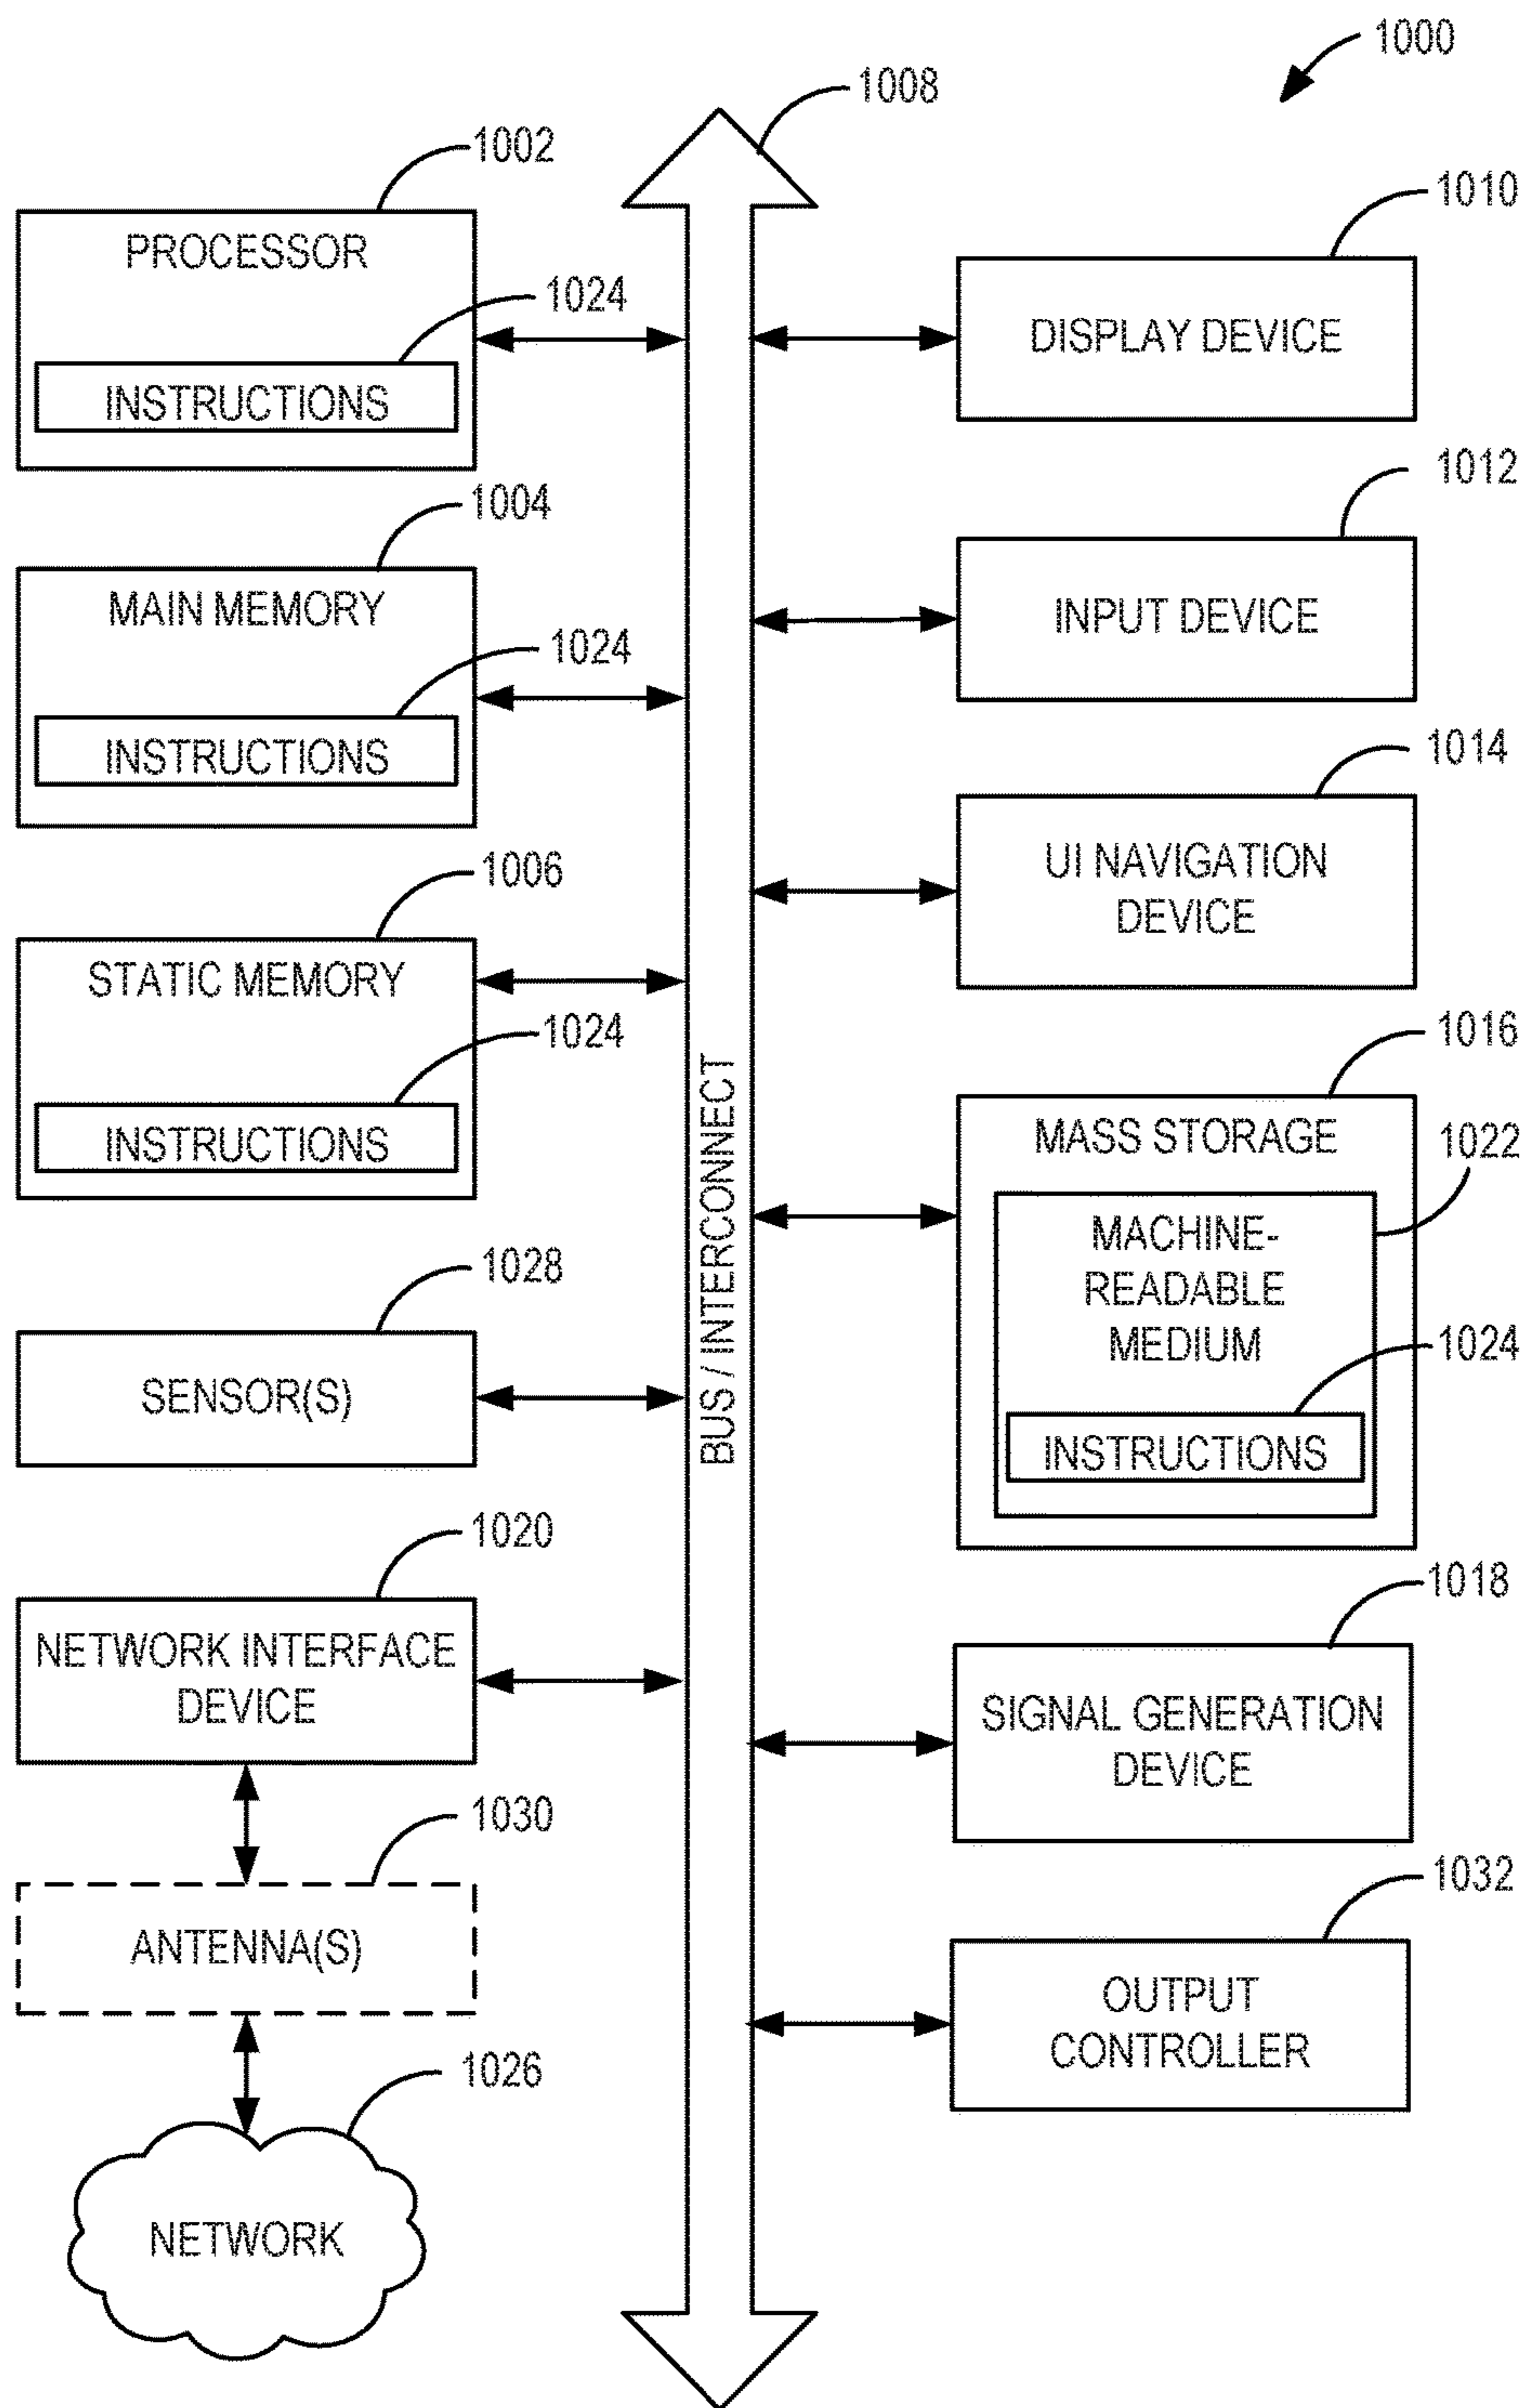 1000
1008
1002
PROCESSOR
1024
INSTRUCTIONS
1004
MAIN MEMORY
1024
INSTRUCTIONS
1006
STATIC MEMORY
1024
INSTRUCTIONS
1028
SENSOR(S)
1020
NETWORK INTERFACE
DEVICE
1030
ANTENNA(S)
1026
NETWORK
BUS / INTERCONNECT
1010
DISPLAY DEVICE
1012
INPUT DEVICE
1014
UI NAVIGATION
DEVICE
1016
MASS STORAGE
1022
MACHINE-
READABLE
MEDIUM
1024
INSTRUCTIONS
1018
SIGNAL GENERATION
DEVICE
1032
OUTPUT
CONTROLLER